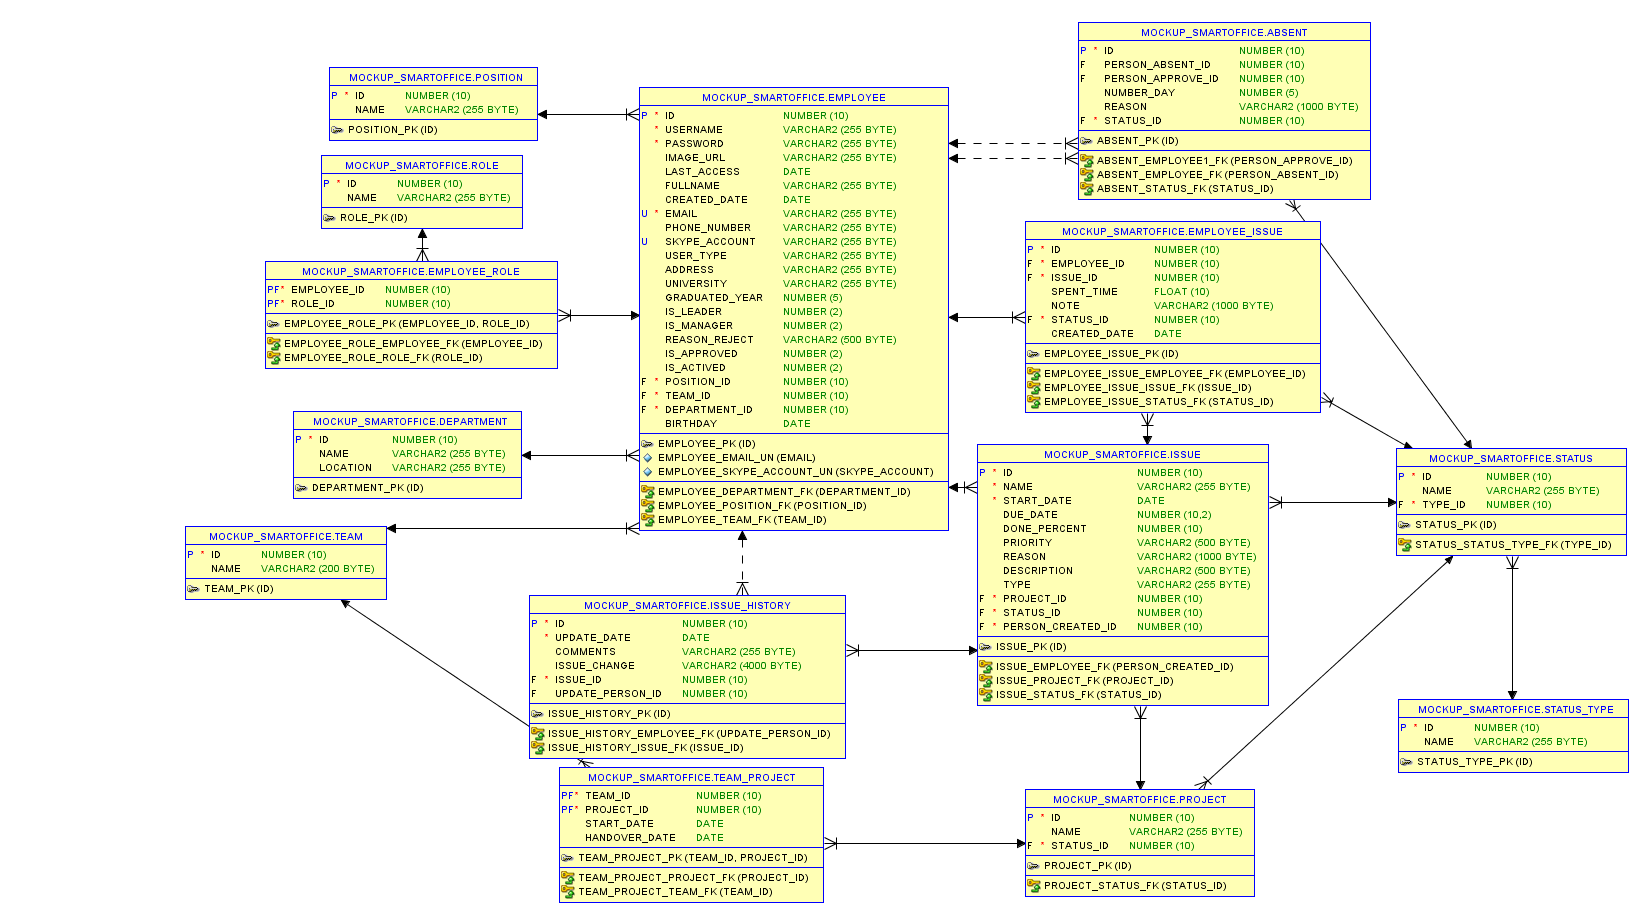 MOCKUP_SMARTOFFICE.POSITION
P * ID NUMBER (10)
NAME VARCHAR2 (255 BYTE)
POSITION_PK (ID)
MOCKUP_SMARTOFFICE.ROLE
P * ID NUMBER (10)
NAME VARCHAR2 (255 BYTE)
ROLE_PK (ID)
MOCKUP_SMARTOFFICE.EMPLOYEE_ROLE
PF* EMPLOYEE_ID NUMBER (10)
PF* ROLE_ID NUMBER (10)
EMPLOYEE_ROLE_PK (EMPLOYEE_ID, ROLE_ID)
EMPLOYEE_ROLE_EMPLOYEE_FK (EMPLOYEE_ID)
EMPLOYEE_ROLE_ROLE_FK (ROLE_ID)
MOCKUP_SMARTOFFICE.DEPARTMENT
P * ID NUMBER (10)
NAME VARCHAR2 (255 BYTE)
LOCATION VARCHAR2 (255 BYTE)
DEPARTMENT_PK (ID)
MOCKUP_SMARTOFFICE.TEAM
P * ID NUMBER (10)
NAME VARCHAR2 (200 BYTE)
TEAM_PK (ID)
MOCKUP_SMARTOFFICE.EMPLOYEE
P * ID NUMBER (10)
* USERNAME VARCHAR2 (255 BYTE)
* PASSWORD VARCHAR2 (255 BYTE)
IMAGE_URL VARCHAR2 (255 BYTE)
LAST_ACCESS DATE
FULLNAME VARCHAR2 (255 BYTE)
CREATED_DATE DATE
U * EMAIL VARCHAR2 (255 BYTE)
PHONE_NUMBER VARCHAR2 (255 BYTE)
U SKYPE_ACCOUNT VARCHAR2 (255 BYTE)
USER_TYPE VARCHAR2 (255 BYTE)
ADDRESS VARCHAR2 (255 BYTE)
UNIVERSITY VARCHAR2 (255 BYTE)
GRADUATED_YEAR NUMBER (5)
IS_LEADER NUMBER (2)
IS_MANAGER NUMBER (2)
REASON_REJECT VARCHAR2 (500 BYTE)
IS_APPROVED NUMBER (2)
IS_ACTIVED NUMBER (2)
F * POSITION_ID NUMBER (10)
F * TEAM_ID NUMBER (10)
F * DEPARTMENT_ID NUMBER (10)
BIRTHDAY DATE
EMPLOYEE_PK (ID)
EMPLOYEE_EMAIL_UN (EMAIL)
EMPLOYEE_SKYPE_ACCOUNT_UN (SKYPE_ACCOUNT)
EMPLOYEE_DEPARTMENT_FK (DEPARTMENT_ID)
EMPLOYEE_POSITION_FK (POSITION_ID)
EMPLOYEE_TEAM_FK (TEAM_ID)
MOCKUP_SMARTOFFICE.ISSUE_HISTORY
P * ID NUMBER (10)
* UPDATE_DATE DATE
COMMENTS VARCHAR2 (255 BYTE)
ISSUE_CHANGE VARCHAR2 (4000 BYTE)
F * ISSUE_ID NUMBER (10)
F UPDATE_PERSON_ID NUMBER (10)
ISSUE_HISTORY_PK (ID)
ISSUE_HISTORY_EMPLOYEE_FK (UPDATE_PERSON_ID)
ISSUE_HISTORY_ISSUE_FK (ISSUE_ID)
MOCKUP_SMARTOFFICE.TEAM_PROJECT
PF* TEAM_ID NUMBER (10)
PF* PROJECT_ID NUMBER (10)
START_DATE DATE
HANDOVER_DATE DATE
TEAM_PROJECT_PK (TEAM_ID, PROJECT_ID)
TEAM_PROJECT_PROJECT_FK (PROJECT_ID)
TEAM_PROJECT_TEAM_FK (TEAM_ID)
MOCKUP_SMARTOFFICE.ABSENT
P * ID NUMBER (10)
F PERSON_ABSENT_ID NUMBER (10)
F PERSON_APPROVE_ID NUMBER (10)
NUMBER_DAY NUMBER (5)
REASON VARCHAR2 (1000 BYTE)
F * STATUS_ID NUMBER (10)
ABSENT_PK (ID)
ABSENT_EMPLOYEE1_FK (PERSON_APPROVE_ID)
ABSENT_EMPLOYEE_FK (PERSON_ABSENT_ID)
ABSENT_STATUS_FK (STATUS_ID)
MOCKUP_SMARTOFFICE.EMPLOYEE_ISSUE
P * ID NUMBER (10)
F * EMPLOYEE_ID NUMBER (10)
F * ISSUE_ID NUMBER (10)
SPENT_TIME FLOAT (10)
NOTE VARCHAR2 (1000 BYTE)
F * STATUS_ID NUMBER (10)
CREATED_DATE DATE
EMPLOYEE_ISSUE_PK (ID)
EMPLOYEE_ISSUE_EMPLOYEE_FK (EMPLOYEE_ID)
EMPLOYEE_ISSUE_ISSUE_FK (ISSUE_ID)
EMPLOYEE_ISSUE_STATUS_FK (STATUS_ID)
MOCKUP_SMARTOFFICE.ISSUE
P * ID NUMBER (10)
* NAME VARCHAR2 (255 BYTE)
* START_DATE DATE
DUE_DATE NUMBER (10,2)
DONE_PERCENT NUMBER (10)
PRIORITY VARCHAR2 (500 BYTE)
REASON VARCHAR2 (1000 BYTE)
DESCRIPTION VARCHAR2 (500 BYTE)
TYPE VARCHAR2 (255 BYTE)
F * PROJECT_ID NUMBER (10)
F * STATUS_ID NUMBER (10)
F * PERSON_CREATED_ID NUMBER (10)
ISSUE_PK (ID)
ISSUE_EMPLOYEE_FK (PERSON_CREATED_ID)
ISSUE_PROJECT_FK (PROJECT_ID)
ISSUE_STATUS_FK (STATUS_ID)
MOCKUP_SMARTOFFICE.PROJECT
P * ID NUMBER (10)
NAME VARCHAR2 (255 BYTE)
F * STATUS_ID NUMBER (10)
PROJECT_PK (ID)
PROJECT_STATUS_FK (STATUS_ID)
MOCKUP_SMARTOFFICE.STATUS
P * ID NUMBER (10)
NAME VARCHAR2 (255 BYTE)
F * TYPE_ID NUMBER (10)
STATUS_PK (ID)
STATUS_STATUS_TYPE_FK (TYPE_ID)
MOCKUP_SMARTOFFICE.STATUS_TYPE
P * ID NUMBER (10)
NAME VARCHAR2 (255 BYTE)
STATUS_TYPE_PK (ID)